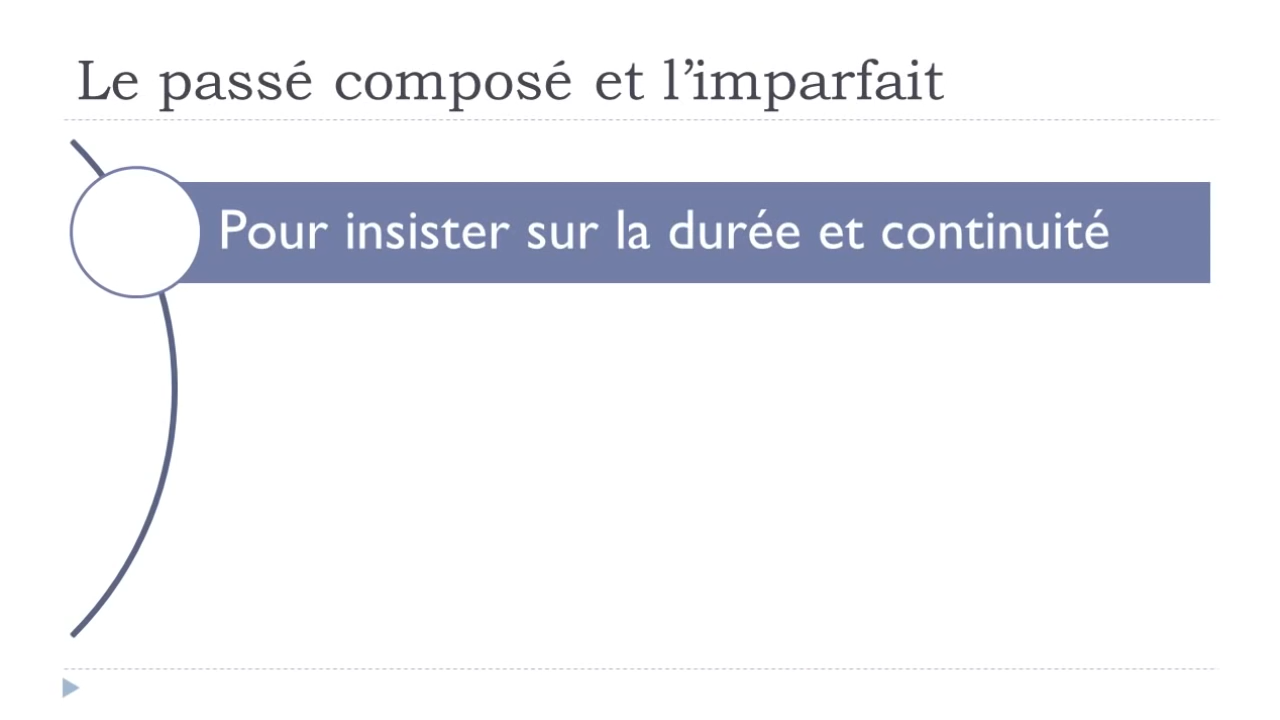 Le passé composé et l’imparfait
Pour insister sur la durée et continuité